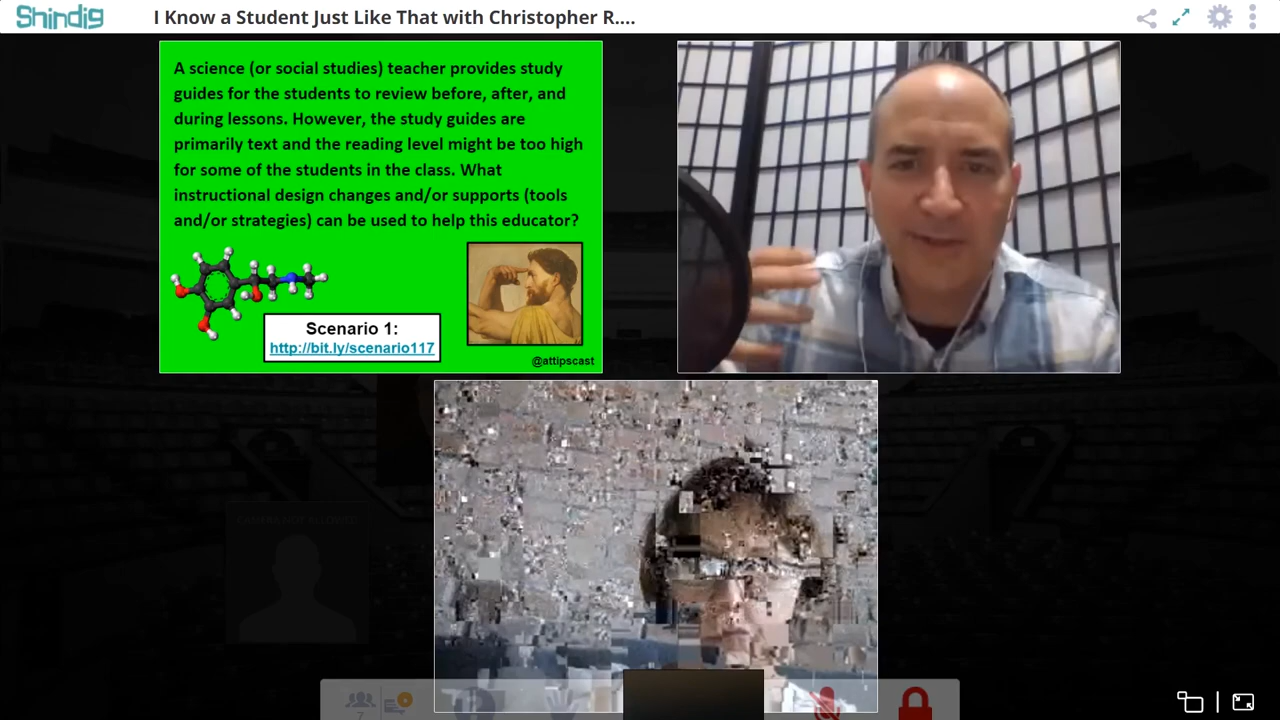 Shindig
I Know a Student Just Like That with Christopher R....
A science (or social studies) teacher provides study
guides for the students to review before, after, and
during lessons. However, the study guides are
primarily text and the reading level might be too high
for some of the students in the class. What
instructional design changes and/or supports (tools
and/or strategies) can be used to help this educator?
Scenario 1:
http://bit.ly/scenario117
@attipscast
7